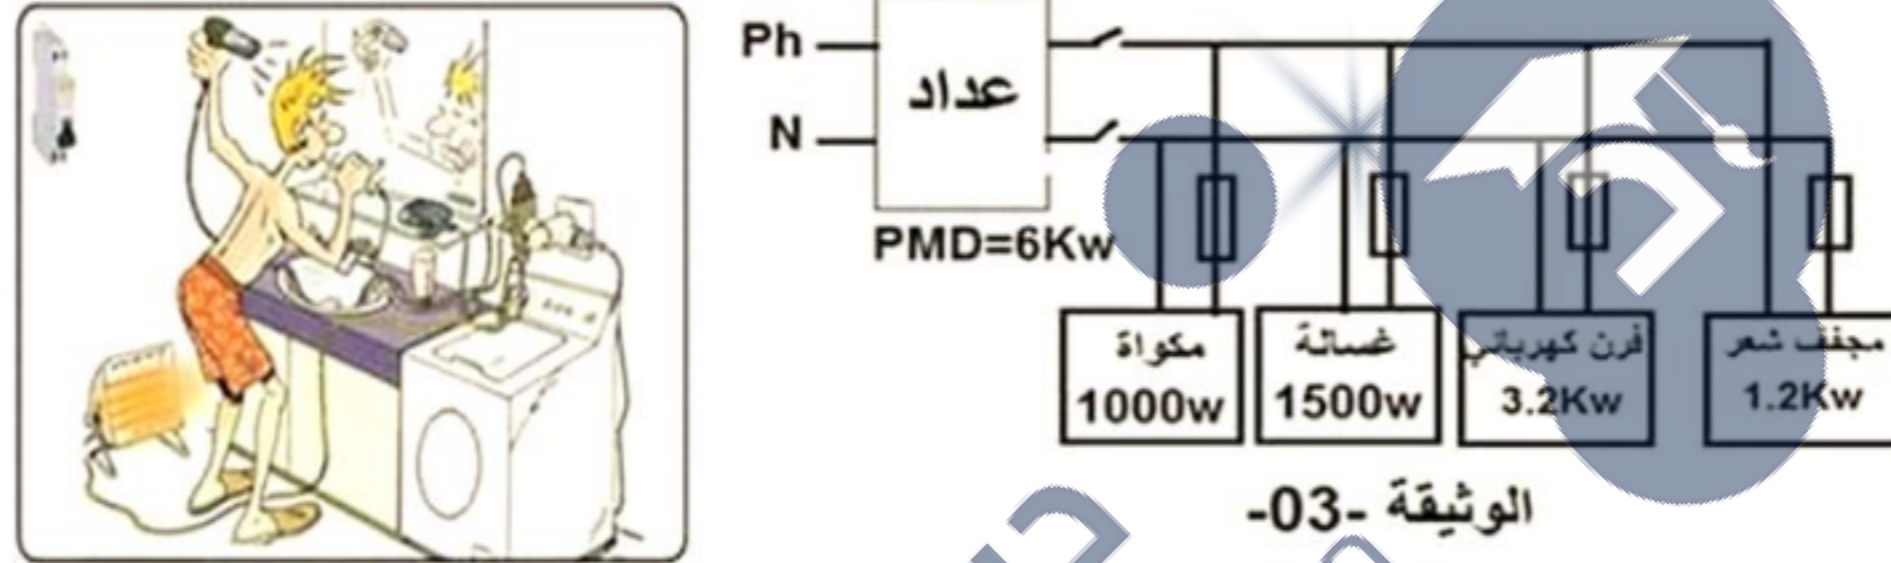 Ph
عداد
N
PMD=6Kw
مكواة
1000w
غسالة
1500w
فرن كهربائي
3.2Kw
مجفف شعر
1.2Kw
الوثيقة -03-